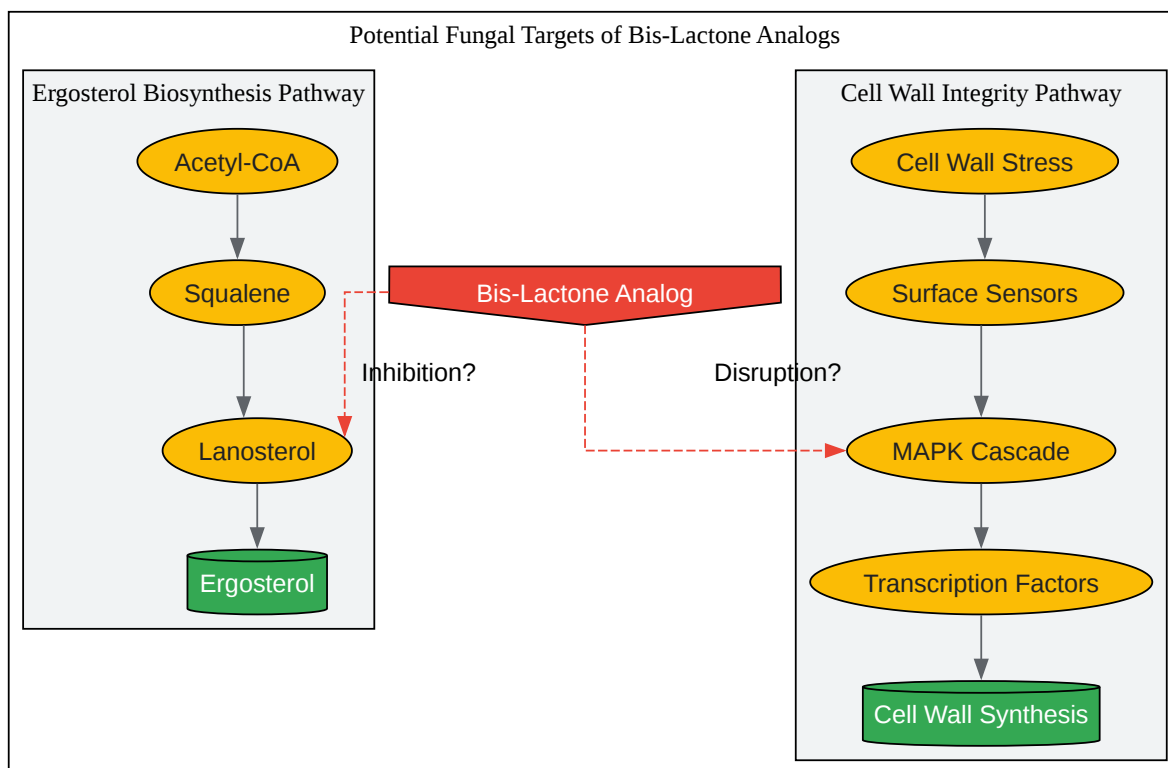 Potential Fungal Targets of Bis-Lactone Analogs
Ergosterol Biosynthesis Pathway
Acetyl-CoA
Squalene
Lanosterol
Ergosterol
Bis-Lactone Analog
Inhibition?
Disruption?
Cell Wall Integrity Pathway
Cell Wall Stress
Surface Sensors
MAPK Cascade
Transcription Factors
Cell Wall Synthesis